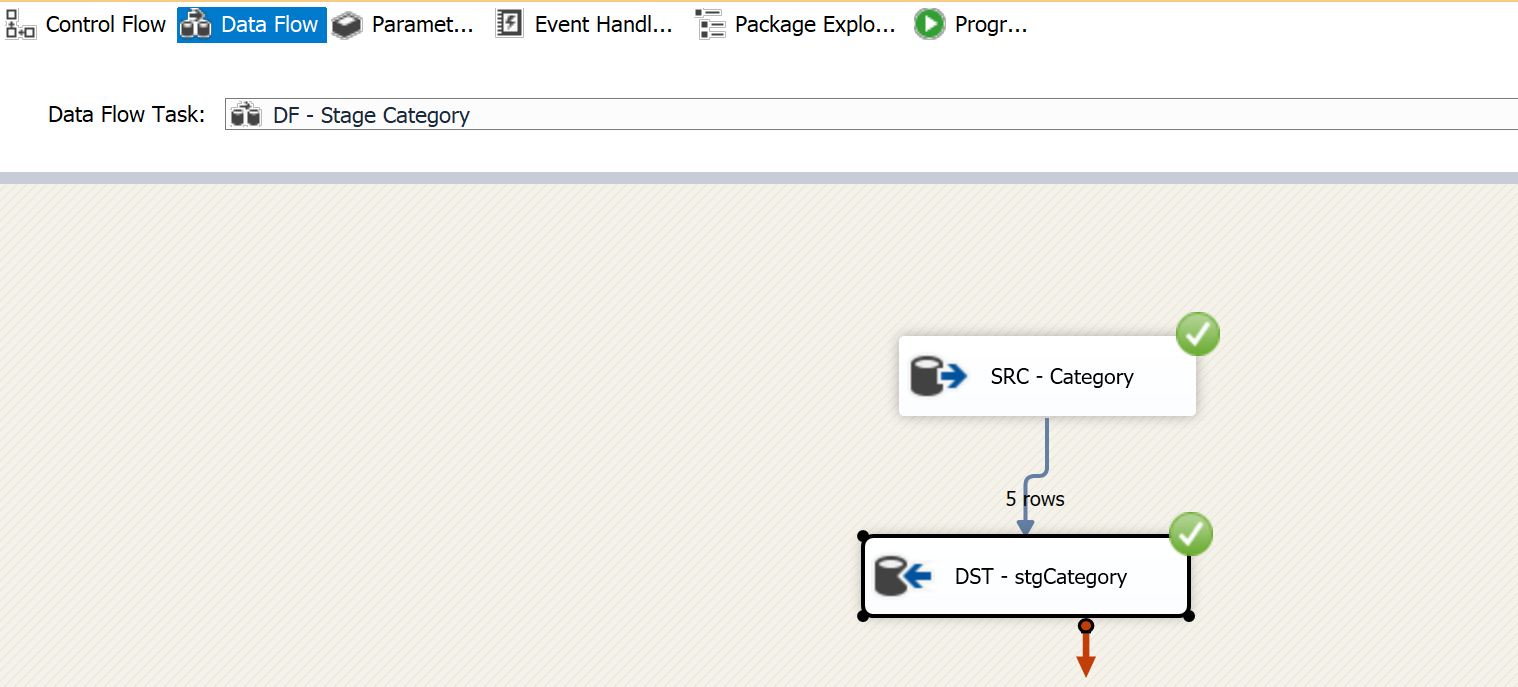 Control Flow Data Flow Paramet... Event Handl... Package Explo... Progr...
Data Flow Task: DF - Stage Category
SRC - Category
5 rows
DST - stgCategory